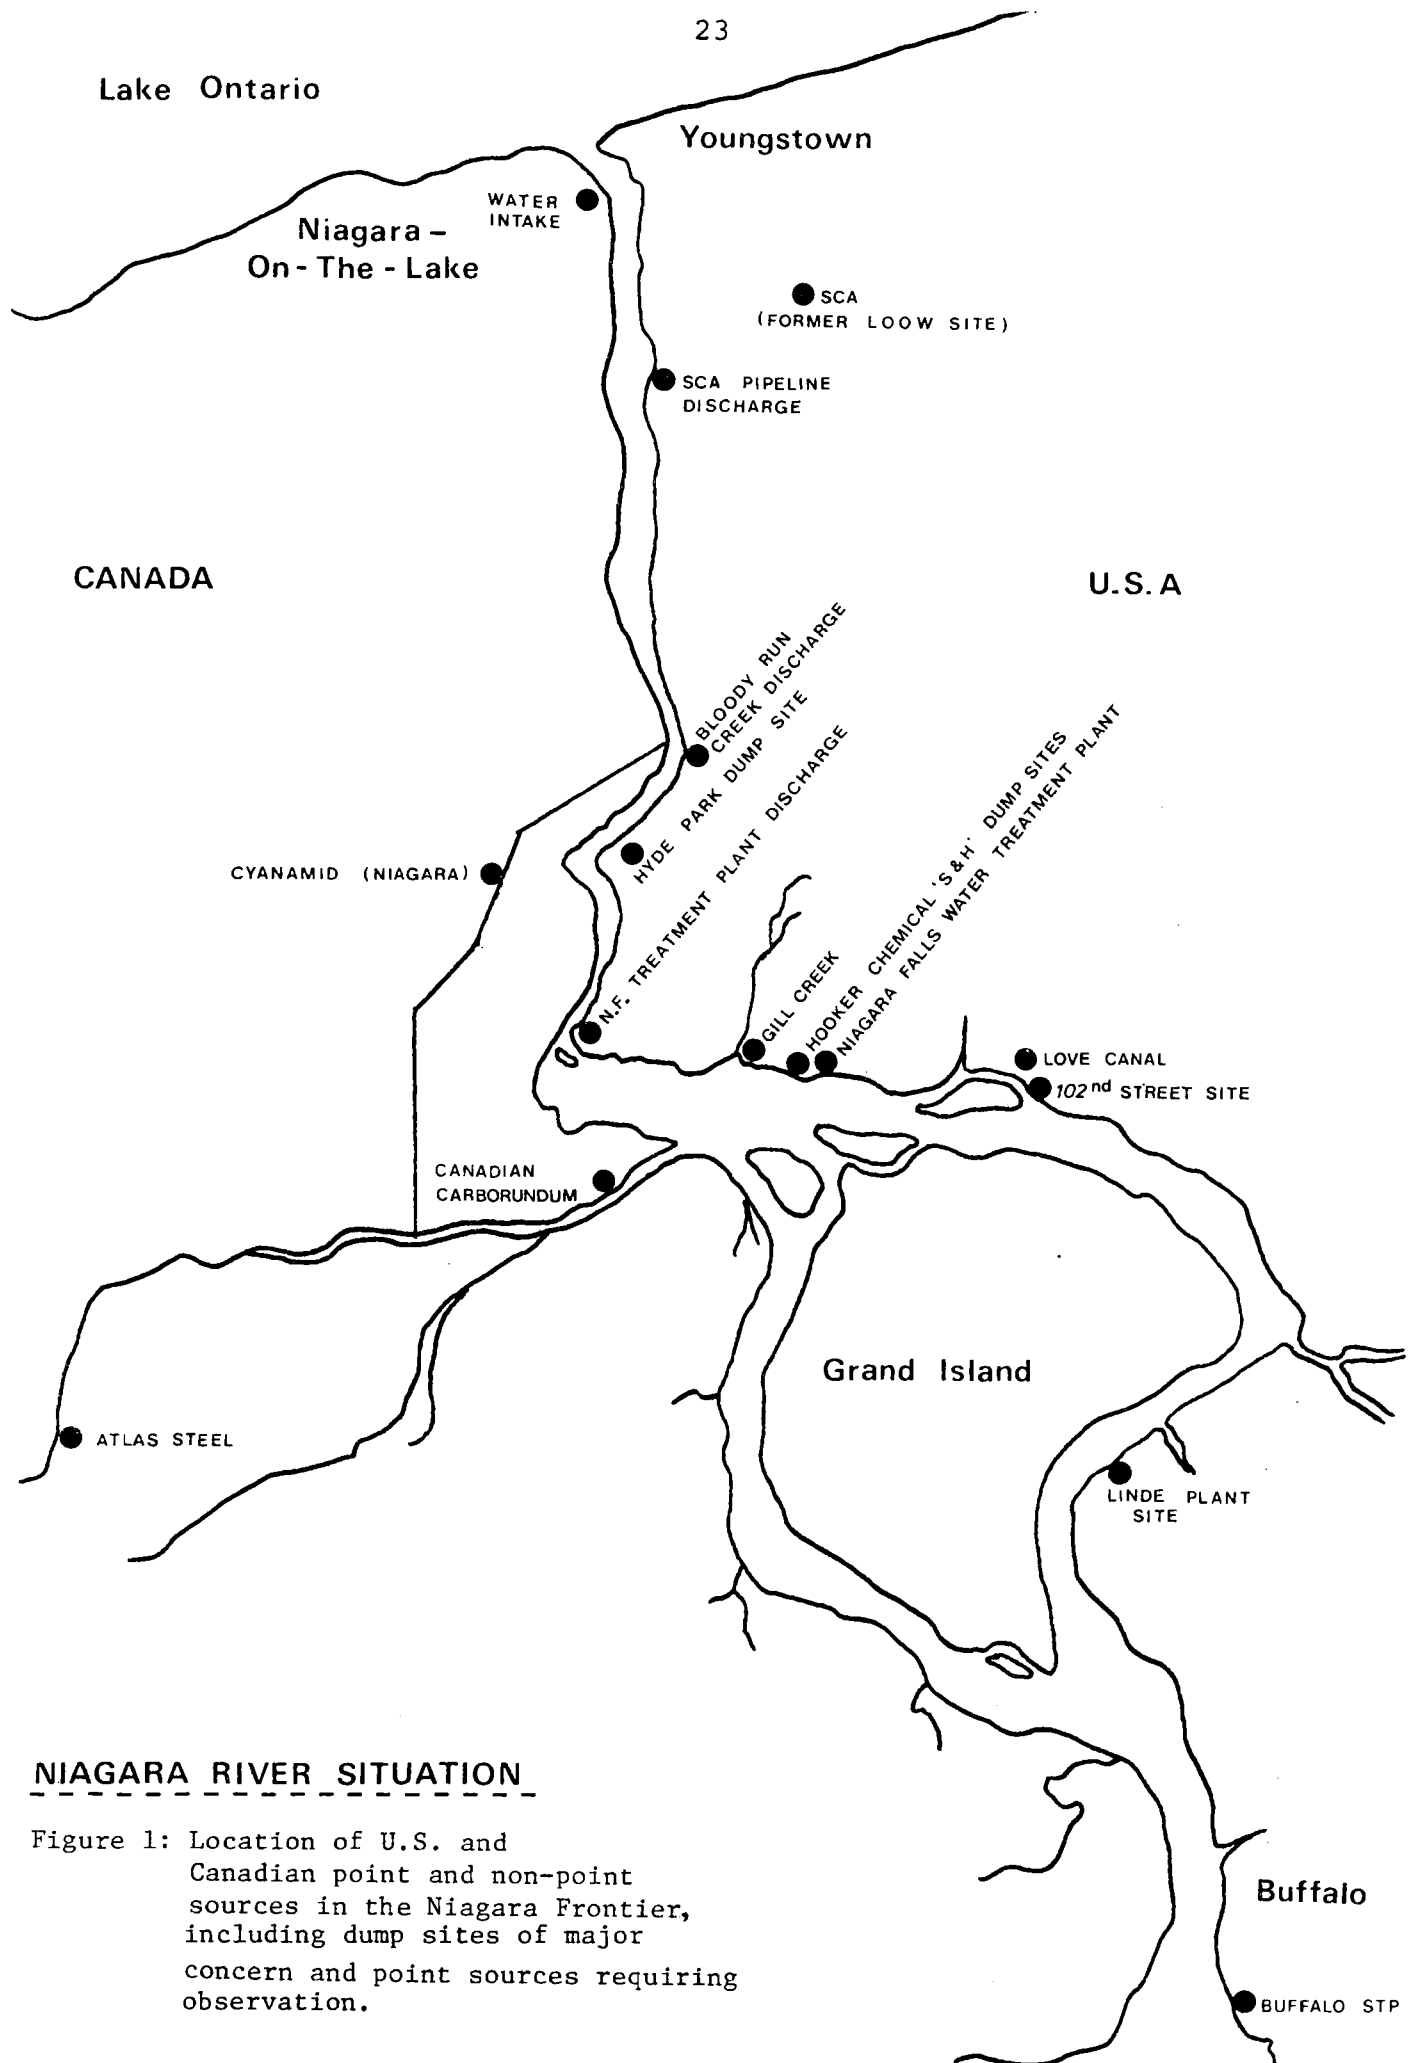 23
Lake Ontario
Youngstown
WATER
INTAKE
Niagara -
On - The - Lake
SCA
(FORMER LOOW SITE)
SCA PIPELINE
DISCHARGE
CANADA
U.S.A
BLOODY RUN
CREEK DISCHARGE
HYDE PARK DUMP SITE
N.F. TREATMENT PLANT DISCHARGE
CYANAMID (NIAGARA)
GILL CREEK
HOOKER CHEMICAL 'S&H' DUMP SITES
NIAGARA FALLS WATER TREATMENT PLANT
LOVE CANAL
102nd STREET SITE
CANADIAN
CARBORUNDUM
Grand Island
ATLAS STEEL
LINDE PLANT
SITE
NIAGARA RIVER SITUATION
Figure 1: Location of U.S. and
Canadian point and non-point
sources in the Niagara Frontier,
including dump sites of major
concern and point sources requiring
observation.
Buffalo
BUFFALO STP